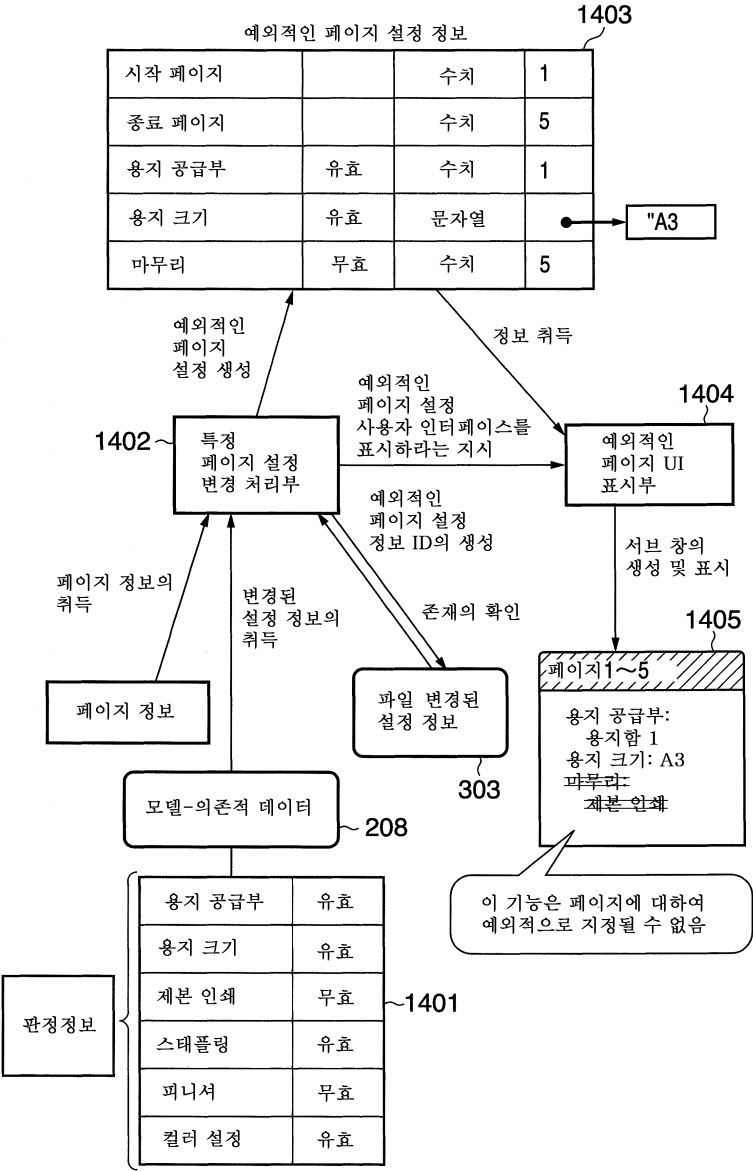 예외적인 페이지 설정 정보
1403
시작 페이지 수치 1
종료 페이지 수치 5
용지 공급부 유효 수치 1
용지 크기 유효 문자열
"A3
마무리 무효 수치 5
예외적인
페이지
설정 생성
정보 취득
예외적인
페이지 설정
사용자 인터페이스를
표시하라는 지시
1402
특정
페이지 설정
변경 처리부
1404
예외적인
페이지 UI
표시부
예외적인
페이지 설정
정보 ID의 생성
페이지 정보의
취득
변경된
설정 정보의
취득
존재의 확인
서브 창의
생성 및 표시
페이지 정보
파일 변경된
설정 정보
303
1405
페이지1~5
용지 공급부:
용지함 1
용지 크기: A3
마무리:
제본 인쇄
모델-의존적 데이터
208
이 기능은 페이지에 대하여
예외적으로 지정될 수 없음
판정정보
1401
용지 공급부 유효
용지 크기 유효
제본 인쇄 무효
스태플링 유효
피니셔 무효
컬러 설정 유효